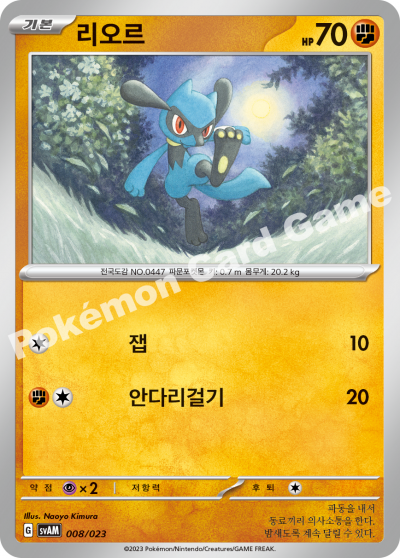 기본 리오르 HP 70
전국도감 NO.0447 파문포켓몬 키: 0.7 m 몸무게: 20.2 kg
Pokémon Card Game
잽 10
안다리걸기 20
약점 ×2 저항력 후퇴
Illus. Naoyo Kimura
G svAM 008/023
파동을 내서
동료끼리 의사소통을 한다.
밤새도록 계속 달릴 수 있다.
©2023 Pokémon/Nintendo/Creatures/GAME FREAK.